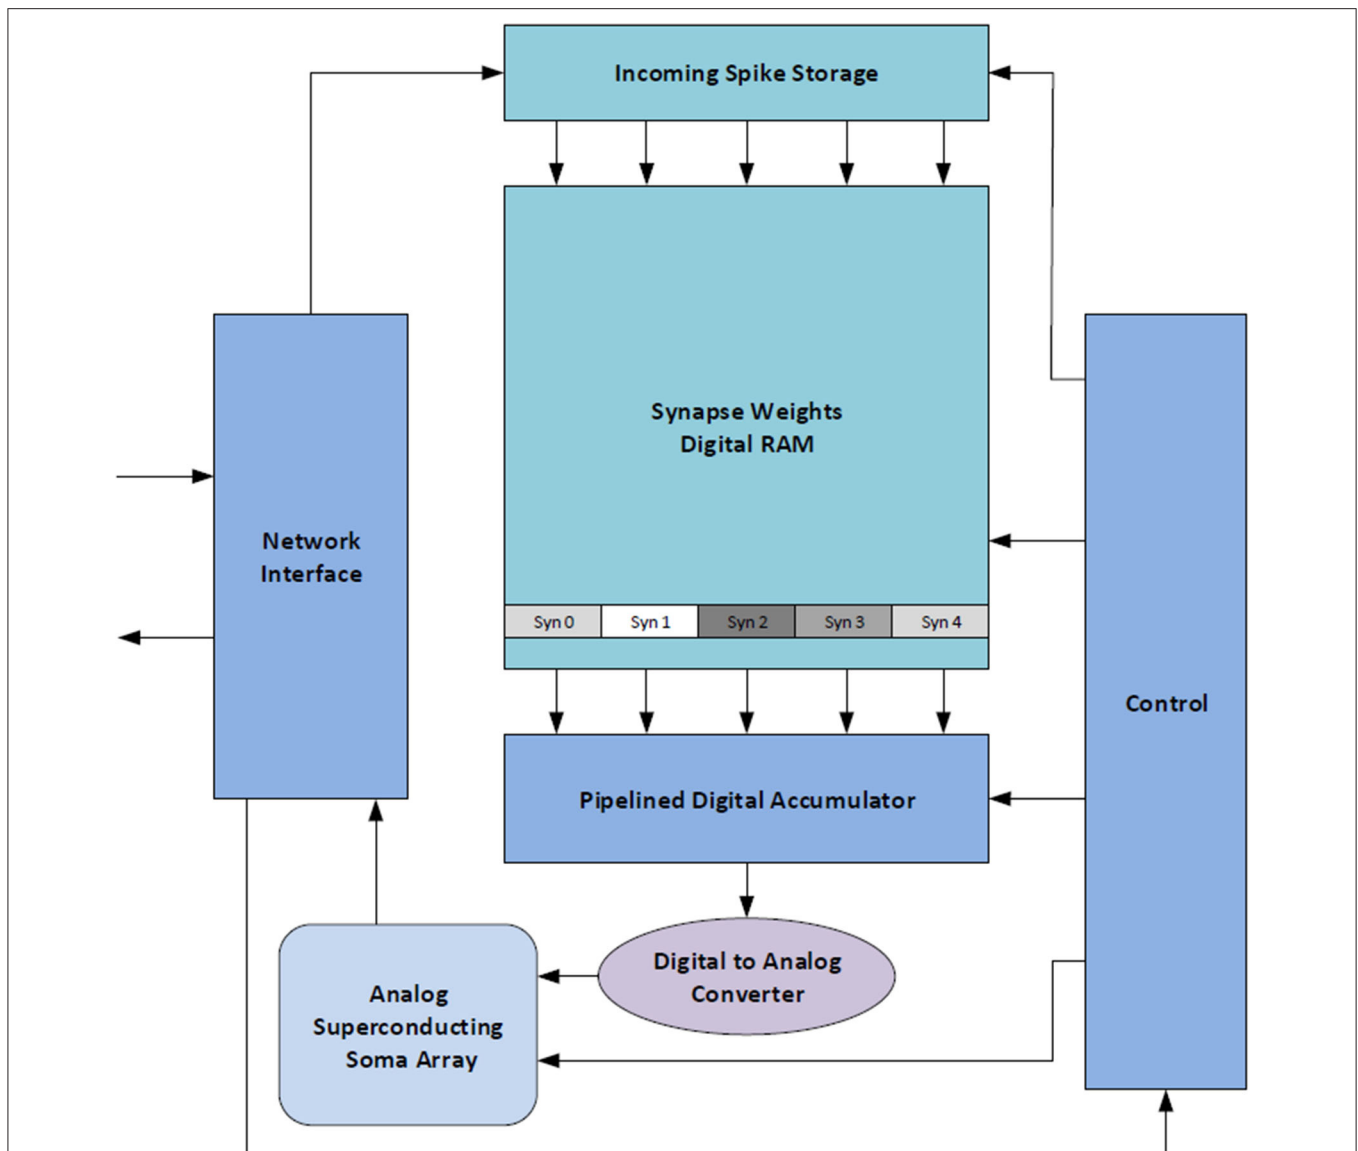 Incoming Spike Storage
Synapse Weights
Digital RAM
Network
Interface
Syn 0
Syn 1
Syn 2
Syn 3
Syn 4
Control
Pipelined Digital Accumulator
Digital to Analog
Converter
Analog
Superconducting
Soma Array